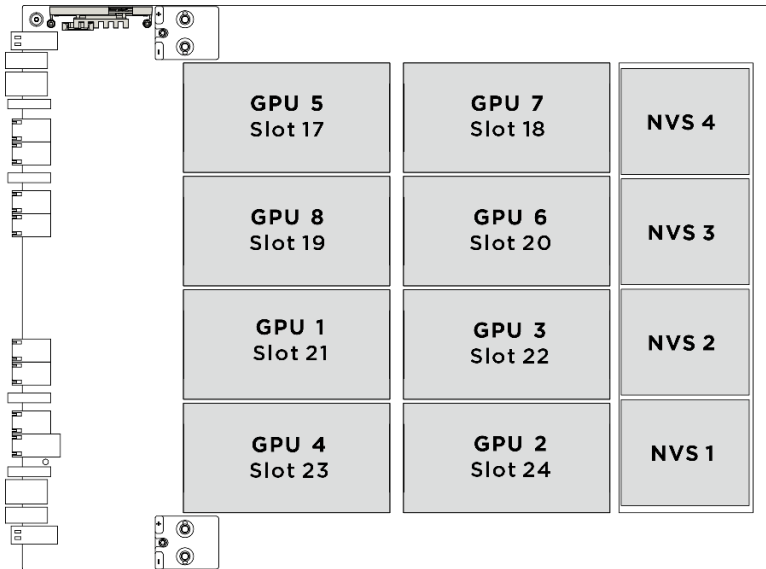 GPU 5
Slot 17
GPU 7
Slot 18
NVS 4
GPU 8
Slot 19
GPU 6
Slot 20
NVS 3
GPU 1
Slot 21
GPU 3
Slot 22
NVS 2
GPU 4
Slot 23
GPU 2
Slot 24
NVS 1